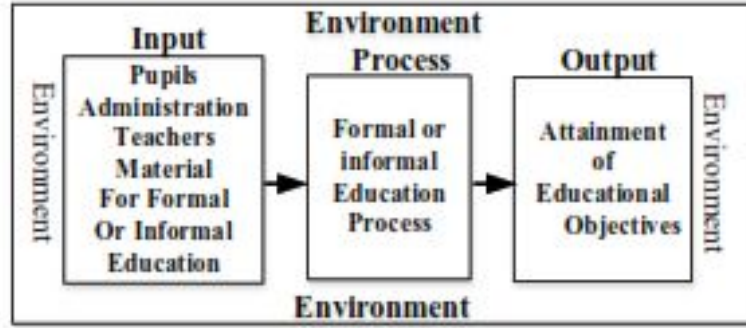 Environment
Input
Process
Output
Environment
Pupils
Administration
Teachers
Material
For Formal
Or Informal
Education
Formal or
informal
Education
Process
Attainment
of
Educational
Objectives
Environment
Environment